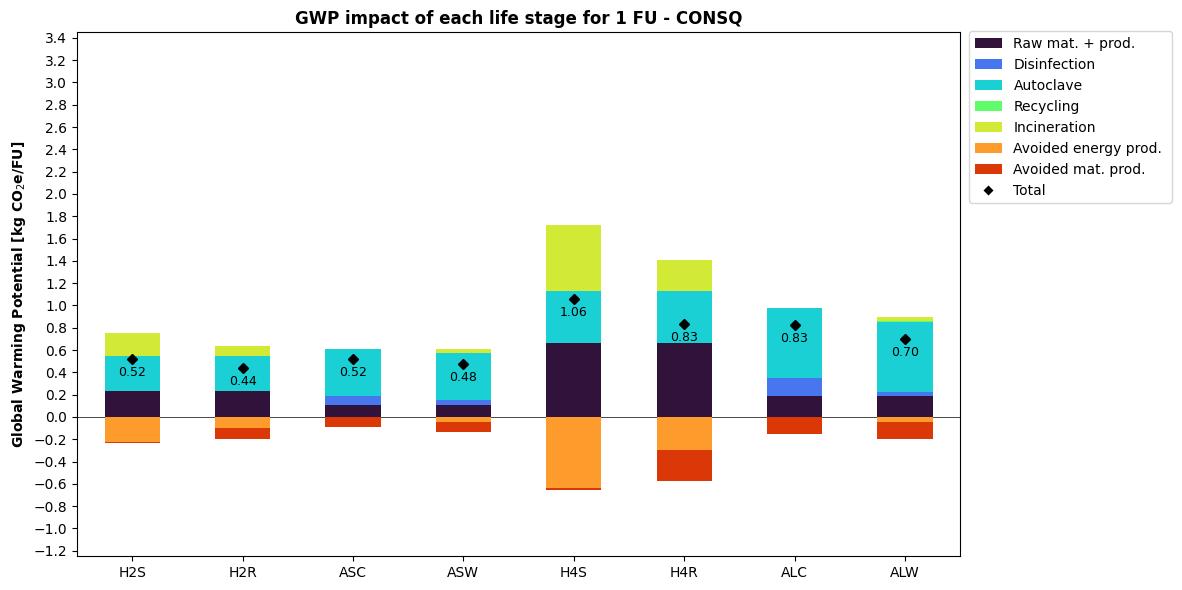 GWP impact of each life stage for 1 FU - CONSQ
Global Warming Potential [kg CO₂e/FU]
3.4
3.2
3.0
2.8
2.6
2.4
2.2
2.0
1.8
1.6
1.4
1.2
1.0
0.8
0.6
0.4
0.2
0.0
−0.2
−0.4
−0.6
−0.8
−1.0
−1.2
0.52
0.44
0.52
0.48
1.06
0.83
0.83
0.70
H2S
H2R
ASC
ASW
H4S
H4R
ALC
ALW
Raw mat. + prod.
Disinfection
Autoclave
Recycling
Incineration
Avoided energy prod.
Avoided mat. prod.
Total